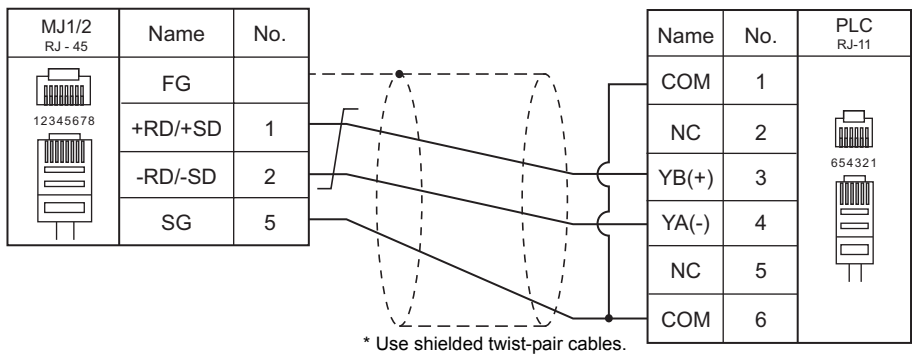 MJ1/2
RJ - 45
Name
No.
FG
12345678
+RD/+SD
1
-RD/-SD
2
SG
5
Name
No.
PLC
RJ-11
COM
1
NC
2
654321
YB(+)
3
YA(-)
4
NC
5
COM
6
* Use shielded twist-pair cables.